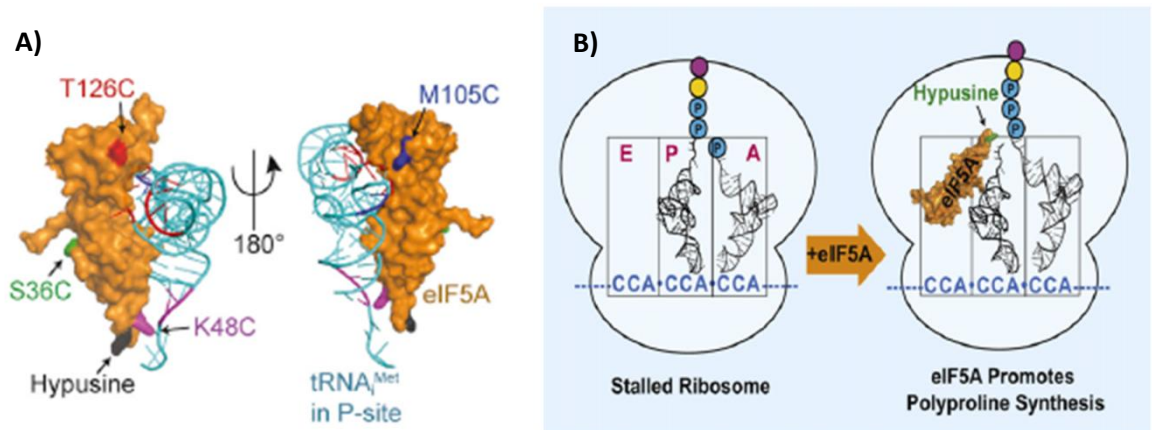 A)
T126C
S36C
K48C
Hypusine
180°
M105C
eIF5A
tRNAiMet
in P-site
B)
E P A
P
P
P
CCA·CCA·CCA
Stalled Ribosome
+eIF5A
Hypusine
P
P
P
eIF5A
CCA·CCA·CCA
eIF5A Promotes
Polyproline Synthesis